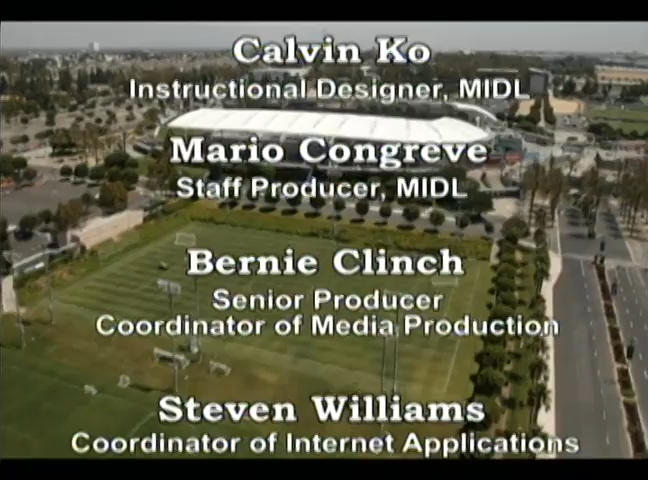 Calvin Ko
Instructional Designer, MIDL
Mario Congreve
Staff Producer, MIDL
Bernie Clinch
Senior Producer
Coordinator of Media Production
Steven Williams
Coordinator of Internet Applications